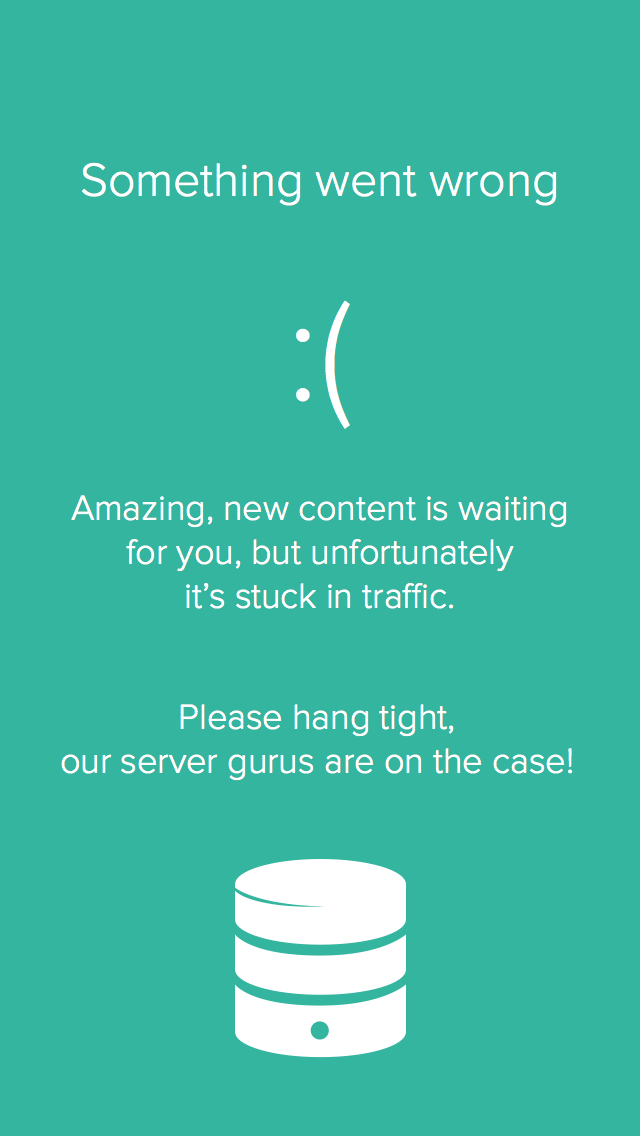 Something went wrong
:(
Amazing, new content is waiting
for you, but unfortunately
it’s stuck in traffic.
Please hang tight,
our server gurus are on the case!